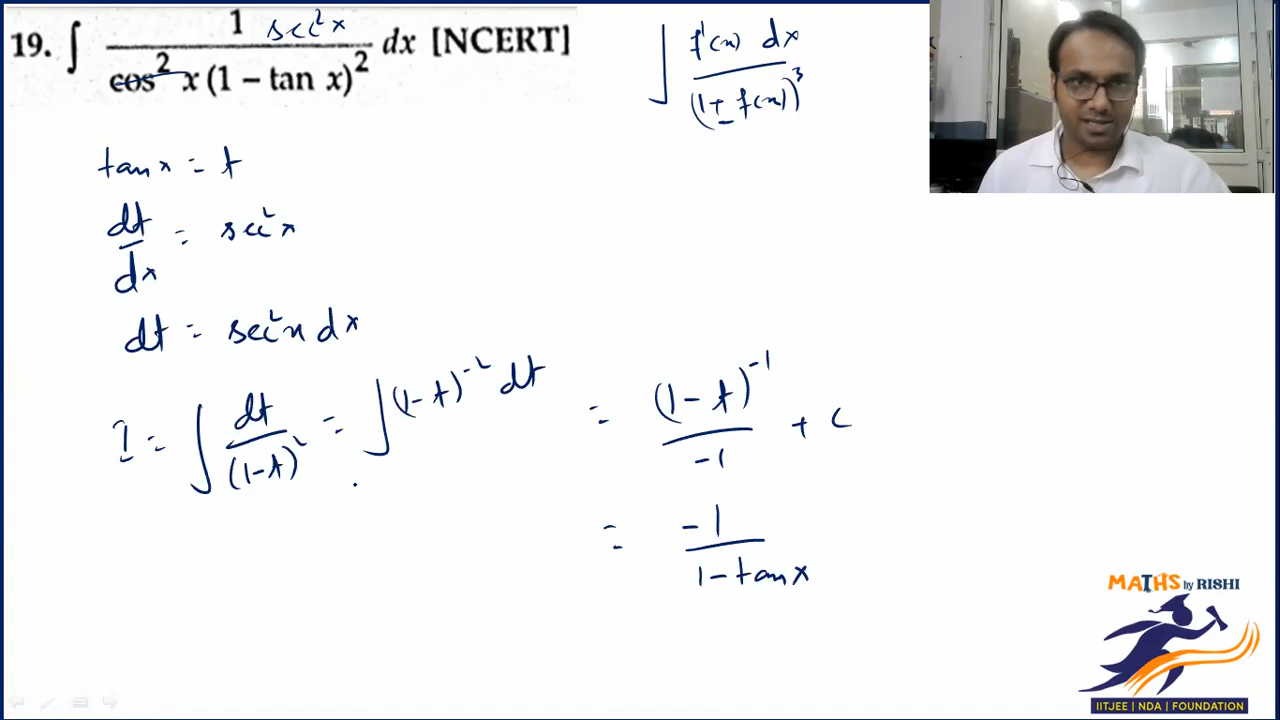 19. ∫ 1 sec²x / cos² x (1 – tan x)² dx [NCERT]
∫ f'(x) dx / (1 ± f(x))³
tan x = t
dt/dx = sec²x
dt = sec²x dx
I = ∫ dt / (1-t)² = ∫ (1-t)⁻² dt = (1-t)⁻¹ / -1 + c
= -1 / 1-tan x
MATHS by RISHI
IITJEE | NDA | FOUNDATION